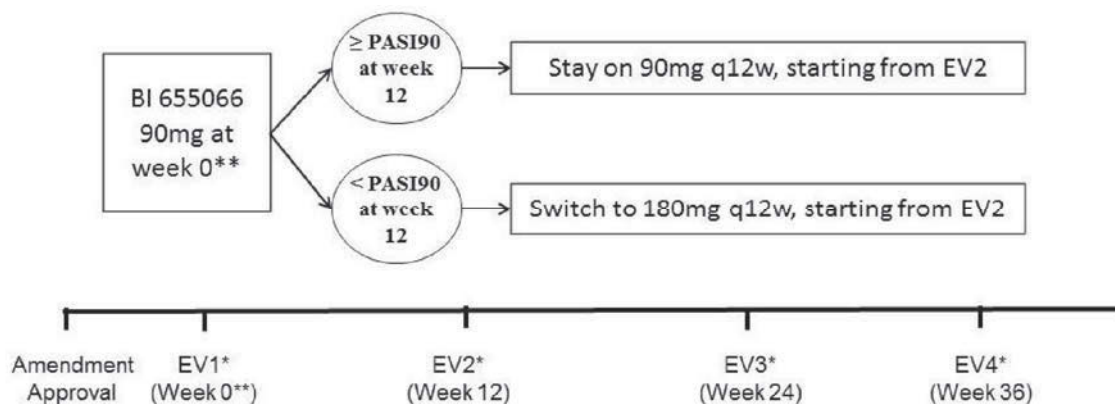 BI 655066
90mg at
week 0**
≥ PASI90
at week
12
Stay on 90mg q12w, starting from EV2
< PASI90
at week
12
Switch to 180mg q12w, starting from EV2
Amendment
Approval
EV1*
(Week 0**)
EV2*
(Week 12)
EV3*
(Week 24)
EV4*
(Week 36)